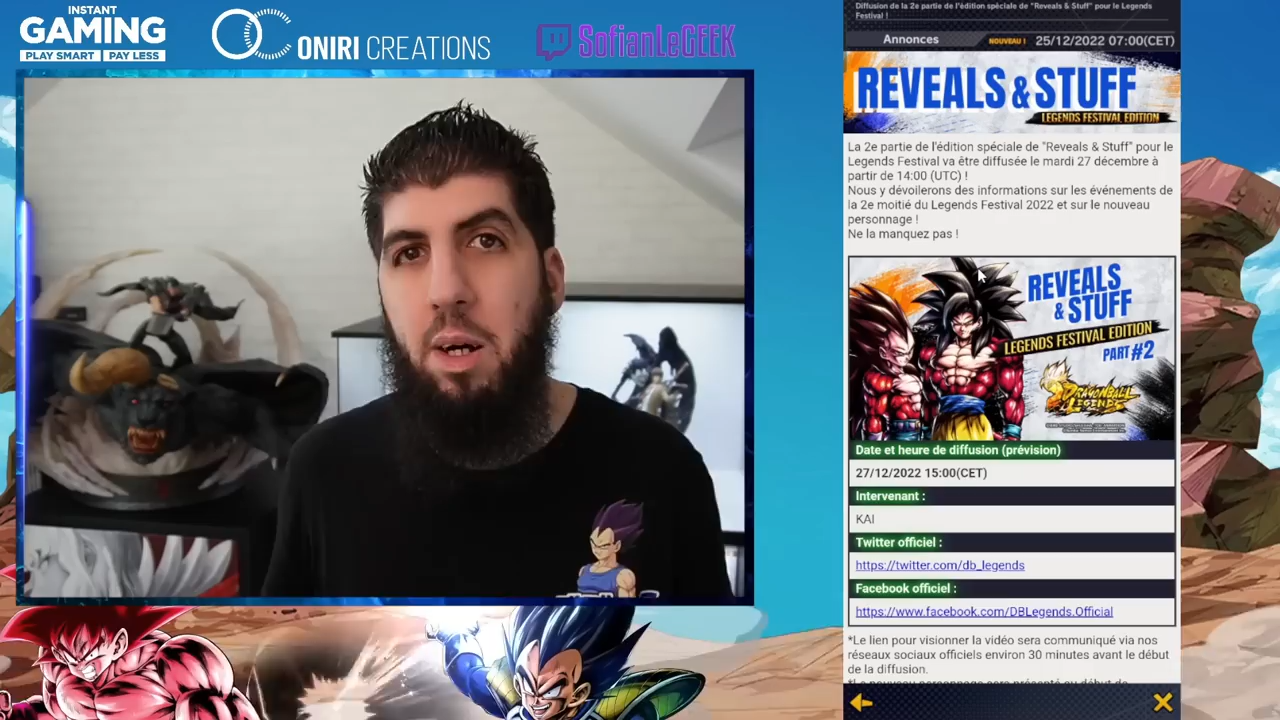 INSTANT
GAMING
PLAY SMART PAY LESS
ONIRI CREATIONS
SofianLeGEEK
Diffusion de la 2e partie de l'édition spéciale de "Reveals & Stuff" pour le Legends
Festival !
Annonces NOUVEAU ! 25/12/2022 07:00(CET)
REVEALS & STUFF
LEGENDS FESTIVAL EDITION
La 2e partie de l'édition spéciale de "Reveals & Stuff" pour le
Legends Festival va être diffusée le mardi 27 décembre à
partir de 14:00 (UTC) !
Nous y dévoilerons des informations sur les événements de
la 2e moitié du Legends Festival 2022 et sur le nouveau
personnage !
Ne la manquez pas !
REVEALS
& STUFF
LEGENDS FESTIVAL EDITION
PART #2
DRAGONBALL
LEGENDS
Date et heure de diffusion (prévision)
27/12/2022 15:00(CET)
Intervenant :
KAI
Twitter officiel :
https://twitter.com/db_legends
Facebook officiel :
https://www.facebook.com/DBLegends.Official
*Le lien pour visionner la vidéo sera communiqué via nos
réseaux sociaux officiels environ 30 minutes avant le début
de la diffusion.